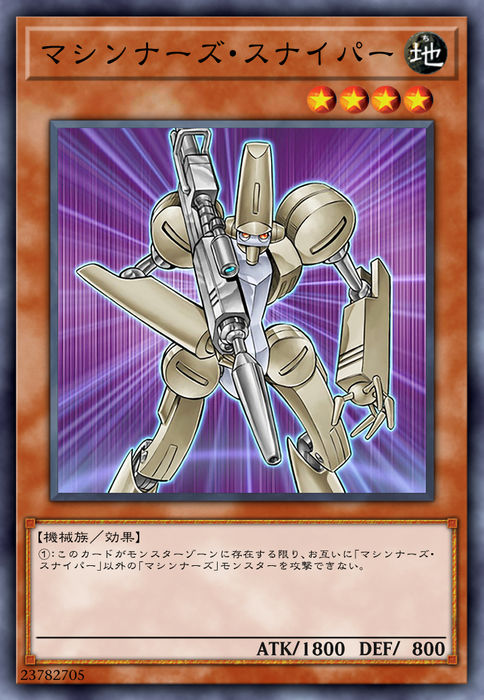 マシンナーズ・スナイパー
ち
地
【機械族／効果】
①：このカードがモンスターゾーンに存在する限り、お互いに「マシンナーズ・
スナイパー」以外の「マシンナーズ」モンスターを攻撃できない。
ATK/1800 DEF/ 800
23782705